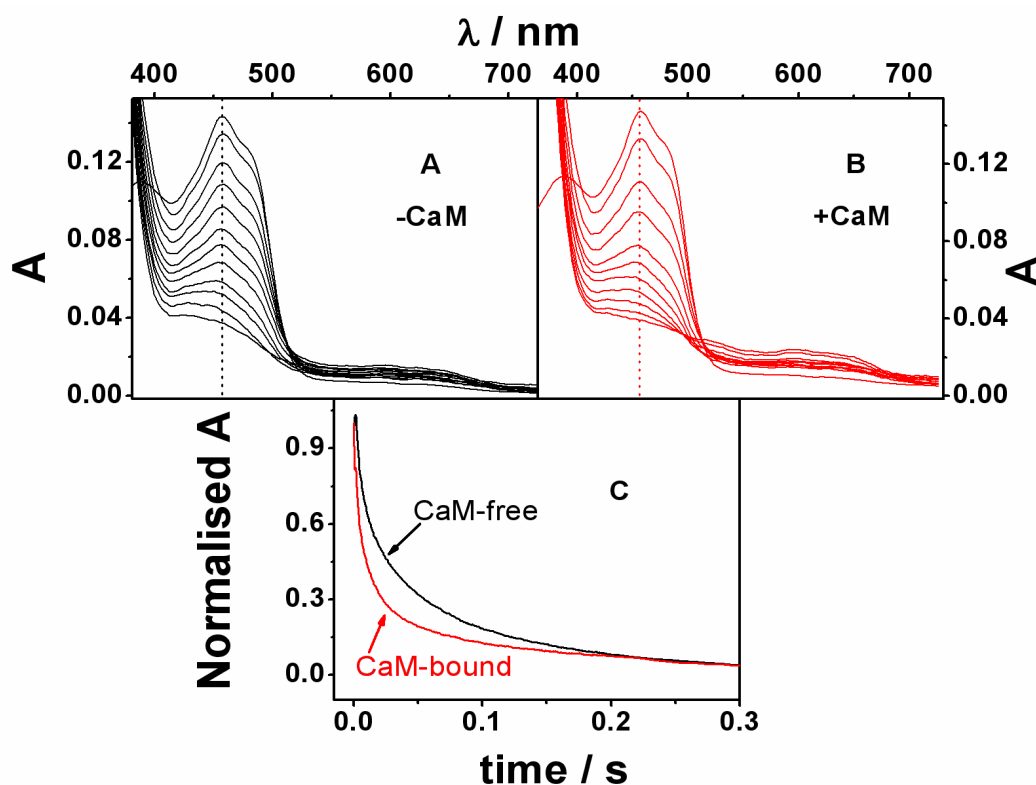 λ / nm
400 500 600 700 400 500 600 700
A
0.12
0.08
0.04
0.00
A
-CaM
B
+CaM
0.12
0.08
0.04
0.00
A
Normalised A
0.9
0.6
0.3
0.0
C
CaM-free
CaM-bound
0.0 0.1 0.2 0.3
time / s